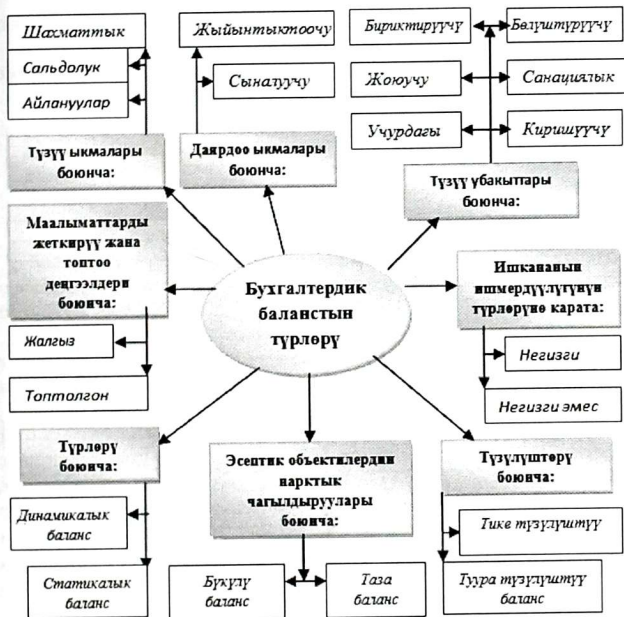 Шахматтык
Сальдолук
Айлануулар
Түзүү ыкмалары
боюнча:
Жыйынтыктоочу
Сыналуучу
Даярдоо ыкмалары
боюнча:
Бириктирүүчү
Бөлүштүрүүчү
Жоюучу
Санациялык
Учурдагы
Киришүүчү
Түзүү убакыттары
боюнча:
Маалыматтарды
жеткирүү жана
топтоо
деңгээлдери
боюнча:
Жалгыз
Топтолгон
Бухгалтердик
баланстын
түрлөрү
Ишкананын
ишмердүүлүгүнүн
түрлөрүнө карата:
Негизги
Негизги эмес
Түрлөрү
боюнча:
Динамикалык
баланс
Статикалык
баланс
Эсептик объектилердин
нарктык
чагылдыруулары
боюнча:
Бүкүлү
баланс
Таза
баланс
Түзүлүштөрү
боюнча:
Тике түзүлүштүү
Туура түзүлүштүү
баланс